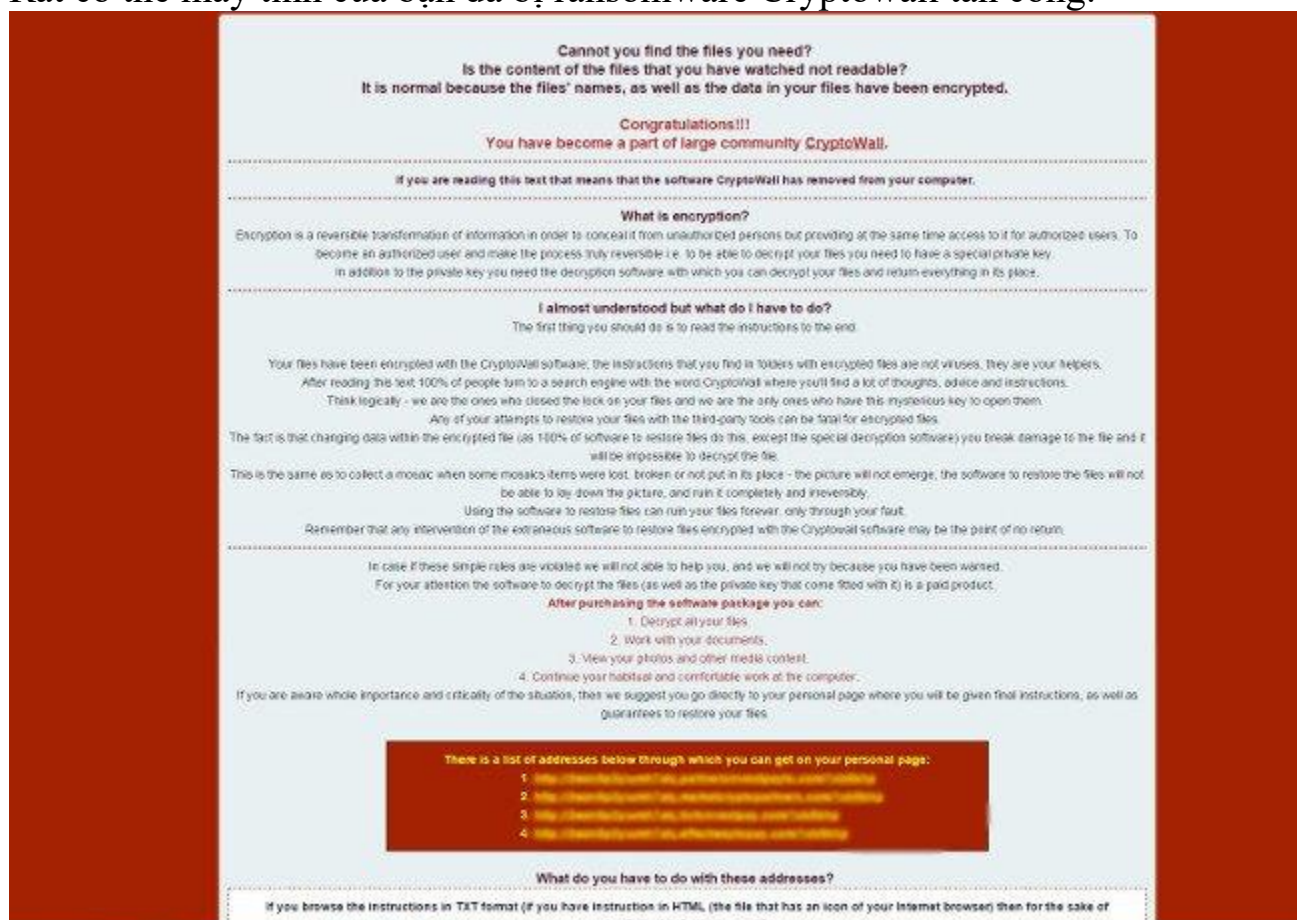 Rất có thể máy tính của bạn đã bị ransomware Cryptowall tấn công.
Cannot you find the files you need?
Is the content of the files that you have watched not readable?
It is normal because the files' names, as well as the data in your files have been encrypted.
Congratulations!!!
You have become a part of large community CryptoWall.
If you are reading this text that means that the software CryptoWall has removed from your computer.
What is encryption?
Encryption is a reversible transformation of information in order to conceal it from unauthorized persons but providing at the same time access to it for authorized users. To
become an authorized user and make the process truly reversible i.e. to be able to decrypt your files you need to have a special private key.
In addition to the private key you need the decryption software with which you can decrypt your files and return everything in its place.
I almost understood but what do I have to do?
The first thing you should do is to read the instructions to the end.
Your files have been encrypted with the CryptoWall software; the instructions that you find in folders with encrypted files are not viruses, they are your helpers.
After reading this text 100% of people turn to a search engine with the word CryptoWall where you'll find a lot of thoughts, advice and instructions.
Think logically - we are the ones who closed the lock on your files and we are the only ones who have this mysterious key to open them.
Any of your attempts to restore your files with the third-party tools can be fatal for encrypted files.
The fact is that changing data within the encrypted file (as 100% of software to restore files do this, except the special decryption software) you break damage to the file and it
will be impossible to decrypt the file.
This is the same as to collect a mosaic when some mosaics items were lost, broken or not put in its place - the picture will not emerge, the software to restore the files will not
be able to lay down the picture, and ruin it completely and irreversibly.
Using the software to restore files can ruin your files forever, only through your fault.
Remember that any intervention of the extraneous software to restore files encrypted with the Cryptowall software may be the point of no return.
In case if these simple rules are violated we will not able to help you, and we will not try because you have been warned.
For your attention the software to decrypt the files (as well as the private key that come fitted with it) is a paid product.
After purchasing the software package you can:
1. Decrypt all your files.
2. Work with your documents.
3. View your photos and other media content.
4. Continue your habitual and comfortable work at the computer.
If you are aware whole importance and criticality of the situation, then we suggest you go directly to your personal page where you will be given final instructions, as well as
guarantees to restore your files.
There is a list of addresses below through which you can get on your personal page:
1.
2.
3.
4.
What do you have to do with these addresses?
If you browse the instructions in TXT format (if you have instruction in HTML (the file that has an icon of your Internet browser) then for the sake of